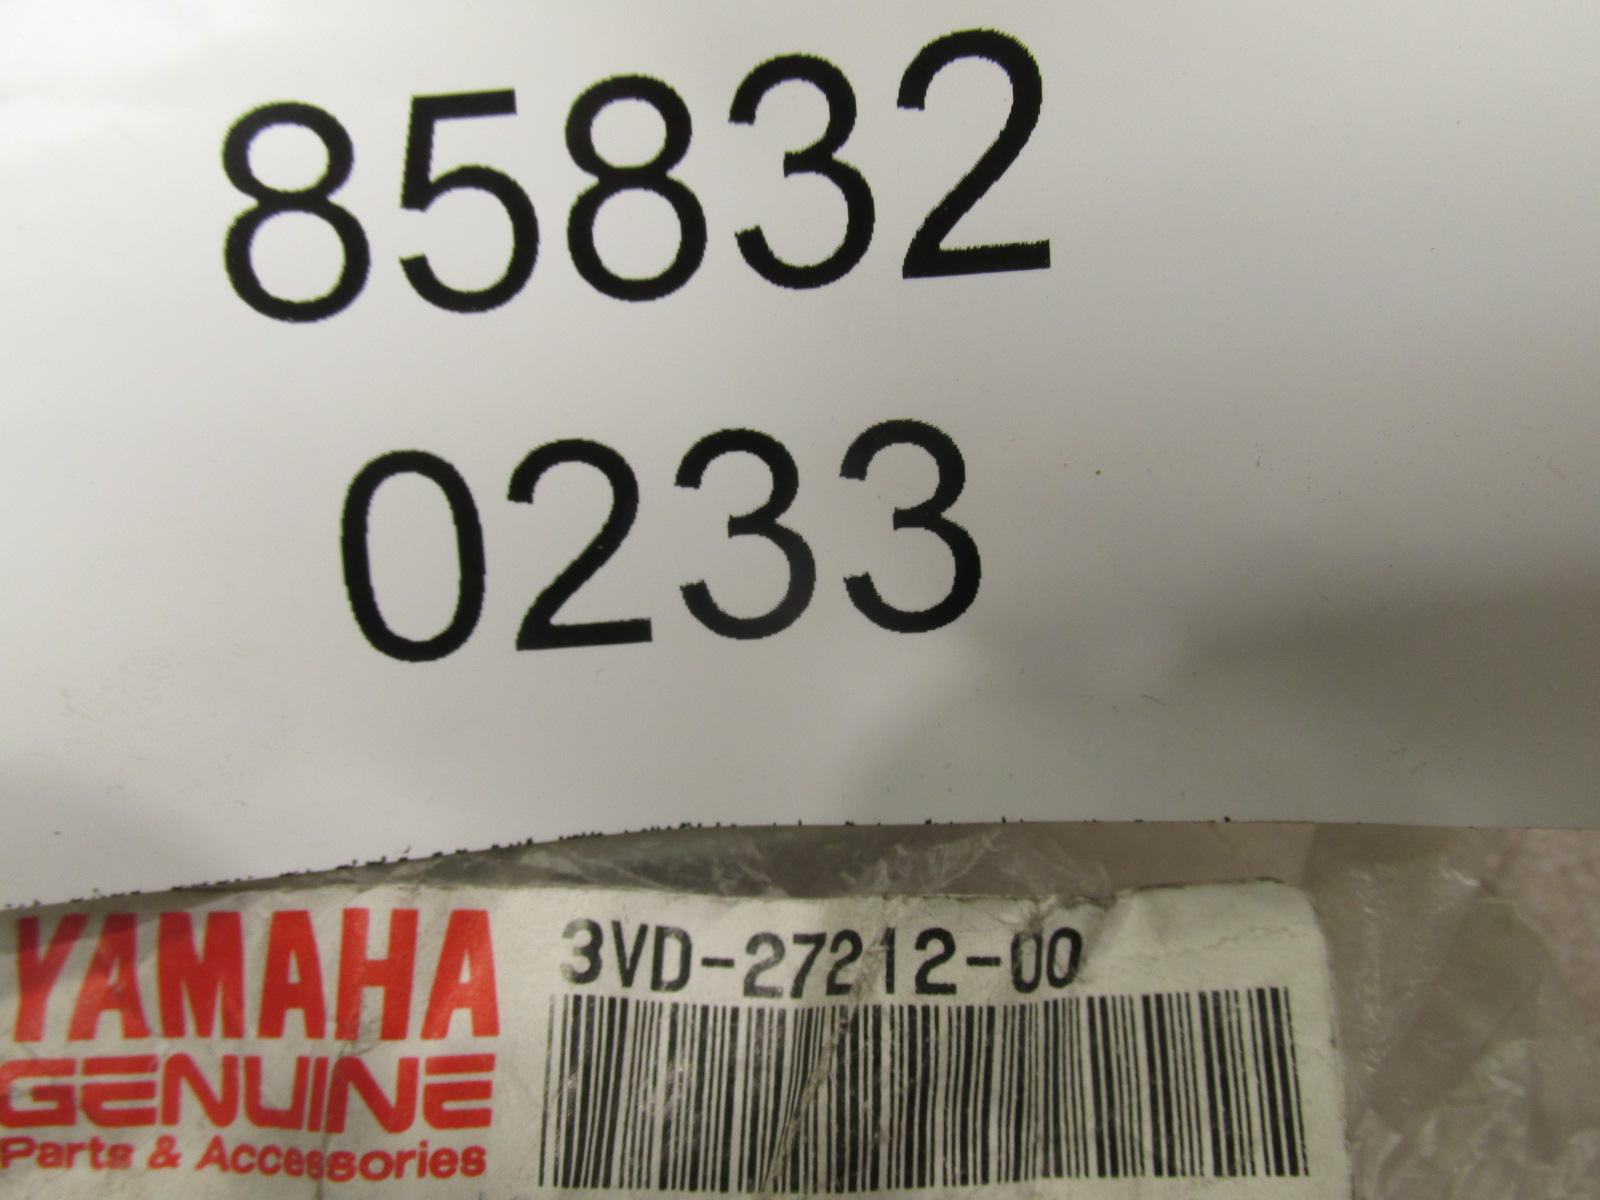 85832
0233
YAMAHA
GENUINE
Parts & Accessories
3VD-27212-00